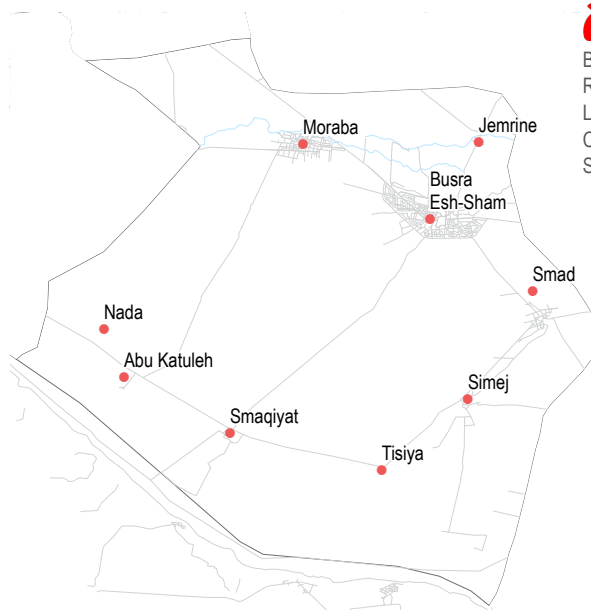 Moraba
Jemrine
Busra
Esh-Sham
Smad
Nada
Abu Katuleh
Simej
Smaqiyat
Tisiya
B
R
L
C
S